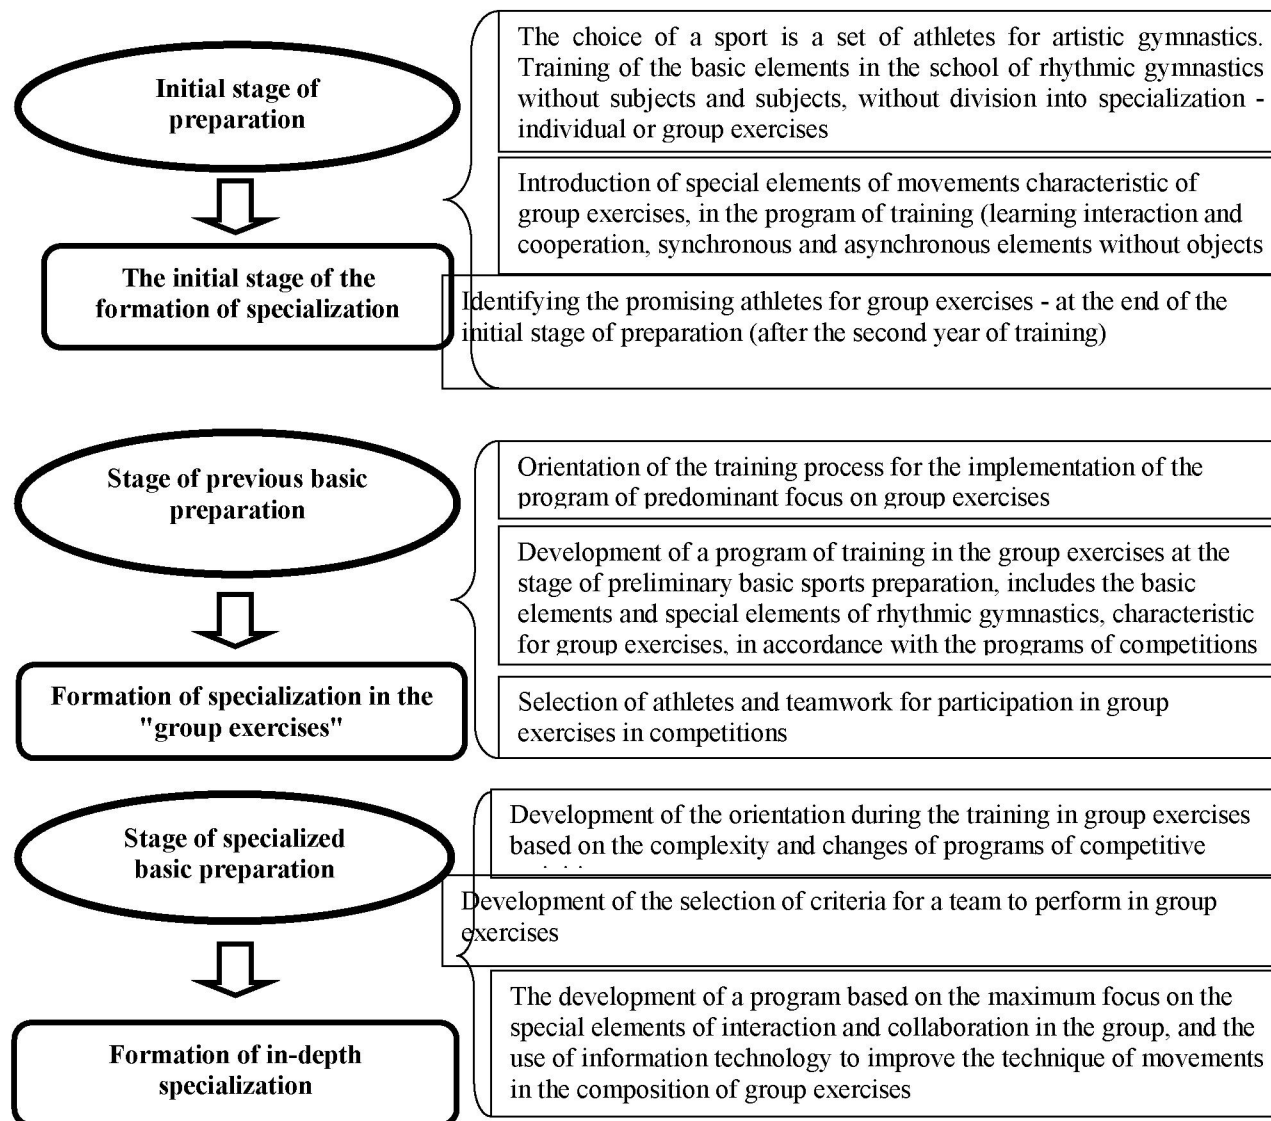 Initial stage of
preparation
The choice of a sport is a set of athletes for artistic gymnastics.
Training of the basic elements in the school of rhythmic gymnastics
without subjects and subjects, without division into specialization -
individual or group exercises
Introduction of special elements of movements characteristic of
group exercises, in the program of training (learning interaction and
cooperation, synchronous and asynchronous elements without objects
The initial stage of the
formation of specialization
Identifying the promising athletes for group exercises - at the end of the
initial stage of preparation (after the second year of training)
Stage of previous basic
preparation
Orientation of the training process for the implementation of the
program of predominant focus on group exercises
Development of a program of training in the group exercises at the
stage of preliminary basic sports preparation, includes the basic
elements and special elements of rhythmic gymnastics, characteristic
for group exercises, in accordance with the programs of competitions
Formation of specialization in the
"group exercises"
Selection of athletes and teamwork for participation in group
exercises in competitions
Stage of specialized
basic preparation
Development of the orientation during the training in group exercises
based on the complexity and changes of programs of competitive
Development of the selection of criteria for a team to perform in group
exercises
The development of a program based on the maximum focus on the
special elements of interaction and collaboration in the group, and the
use of information technology to improve the technique of movements
in the composition of group exercises
Formation of in-depth
specialization